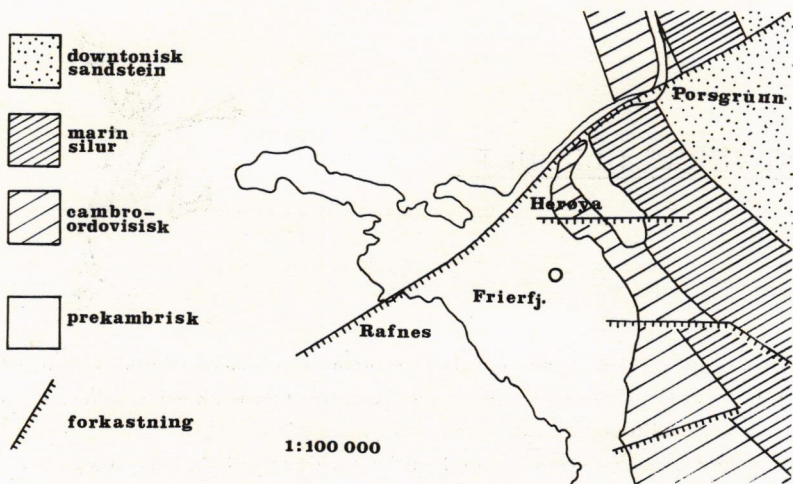 downtonisk
sandstein
marin
silur
cambro-
ordovisisk
prekambrisk
forkastning
1:100 000
Porsgrunn
Herøya
Frierfj.
Rafnes